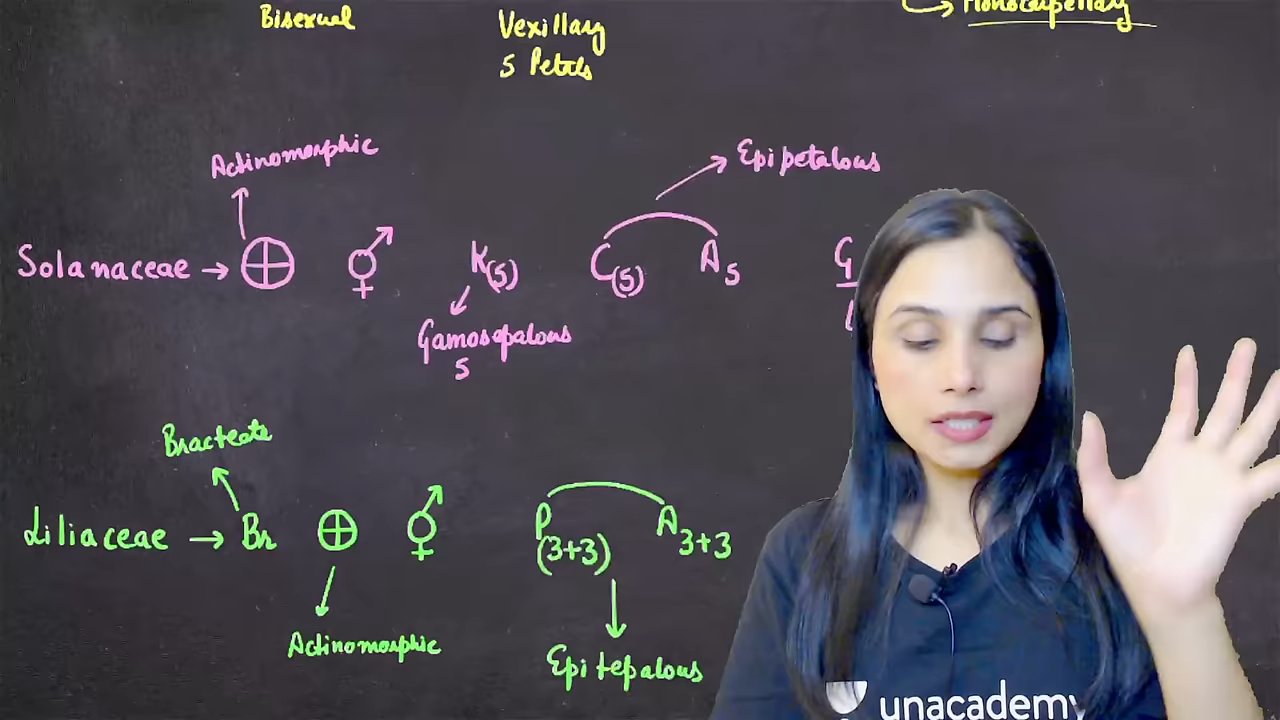 Bisexual
Vexillary
5 Petals
Monocarpellary
Actinomorphic
Epipetalous
Solanaceae → ⊕ ⚥ K(5) C(5) A5 G
Gamosepalous
5
Bracteate
Liliaceae → Br ⊕ ⚥ P(3+3) A3+3
Actinomorphic
Epitepalous
unacademy